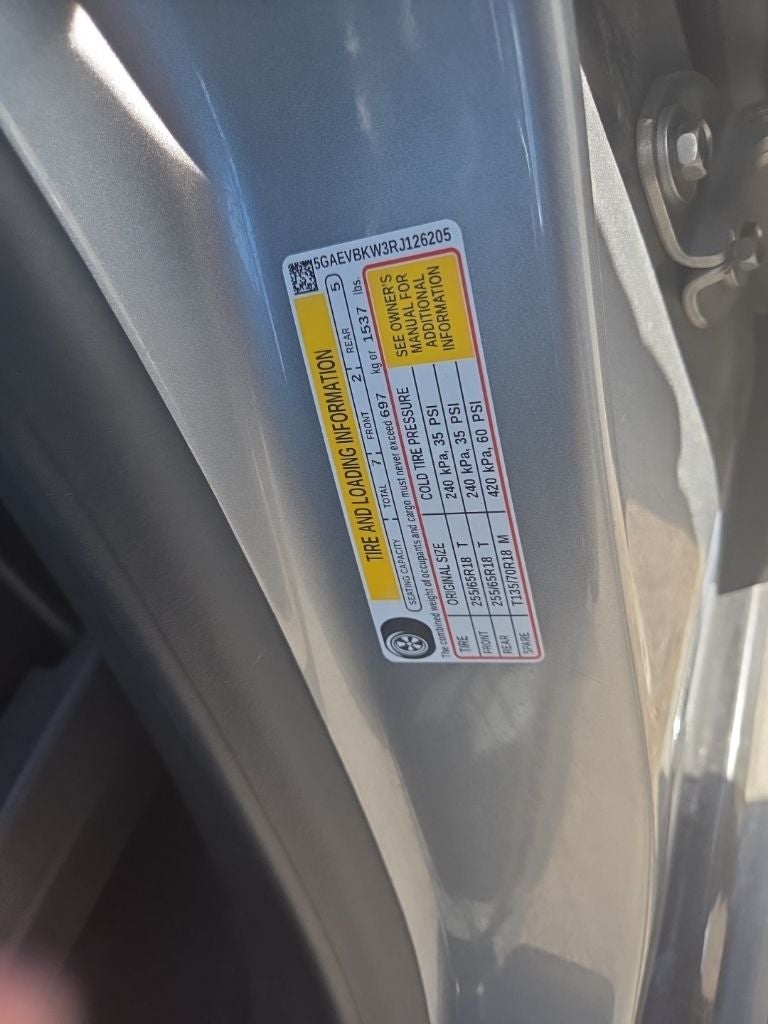 5GAEVBKW3RJ126205
TIRE AND LOADING INFORMATION
SEATING CAPACITY TOTAL 7 FRONT 2 REAR 5
The combined weight of occupants and cargo must never exceed 697 kg or 1537 lbs.
TIRE ORIGINAL SIZE COLD TIRE PRESSURE
FRONT 255/65R18 T 240 kPa, 35 PSI
REAR 255/65R18 T 240 kPa, 35 PSI
SPARE T135/70R18 M 420 kPa, 60 PSI
SEE OWNER'S
MANUAL FOR
ADDITIONAL
INFORMATION